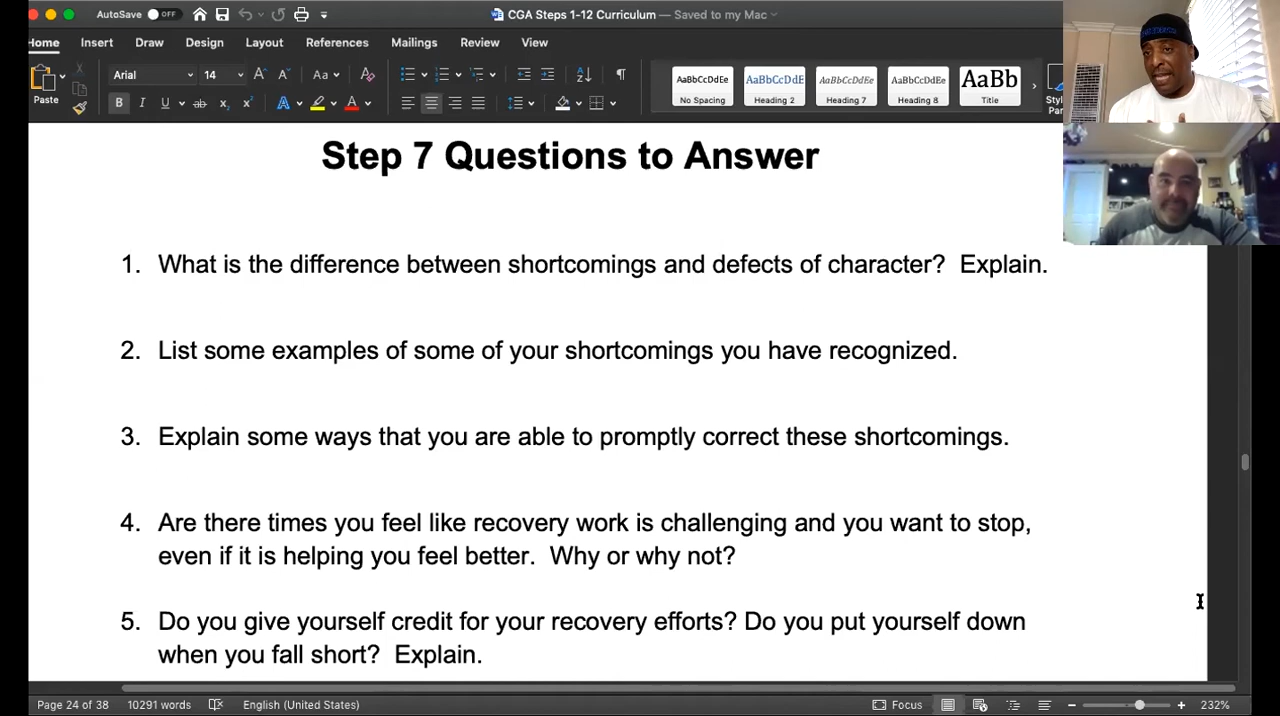 AutoSave OFF
CGA Steps 1-12 Curriculum — Saved to my Mac
Home Insert Draw Design Layout References Mailings Review View
Paste
Arial 14
AaBbCcDdEe No Spacing
AaBbCcDdE Heading 2
AaBbCcDdEe Heading 7
AaBbCcDdEe Heading 8
AaBb Title
Step 7 Questions to Answer
1. What is the difference between shortcomings and defects of character? Explain.
2. List some examples of some of your shortcomings you have recognized.
3. Explain some ways that you are able to promptly correct these shortcomings.
4. Are there times you feel like recovery work is challenging and you want to stop,
even if it is helping you feel better. Why or why not?
5. Do you give yourself credit for your recovery efforts? Do you put yourself down
when you fall short? Explain.
Page 24 of 38 10291 words English (United States) Focus 232%